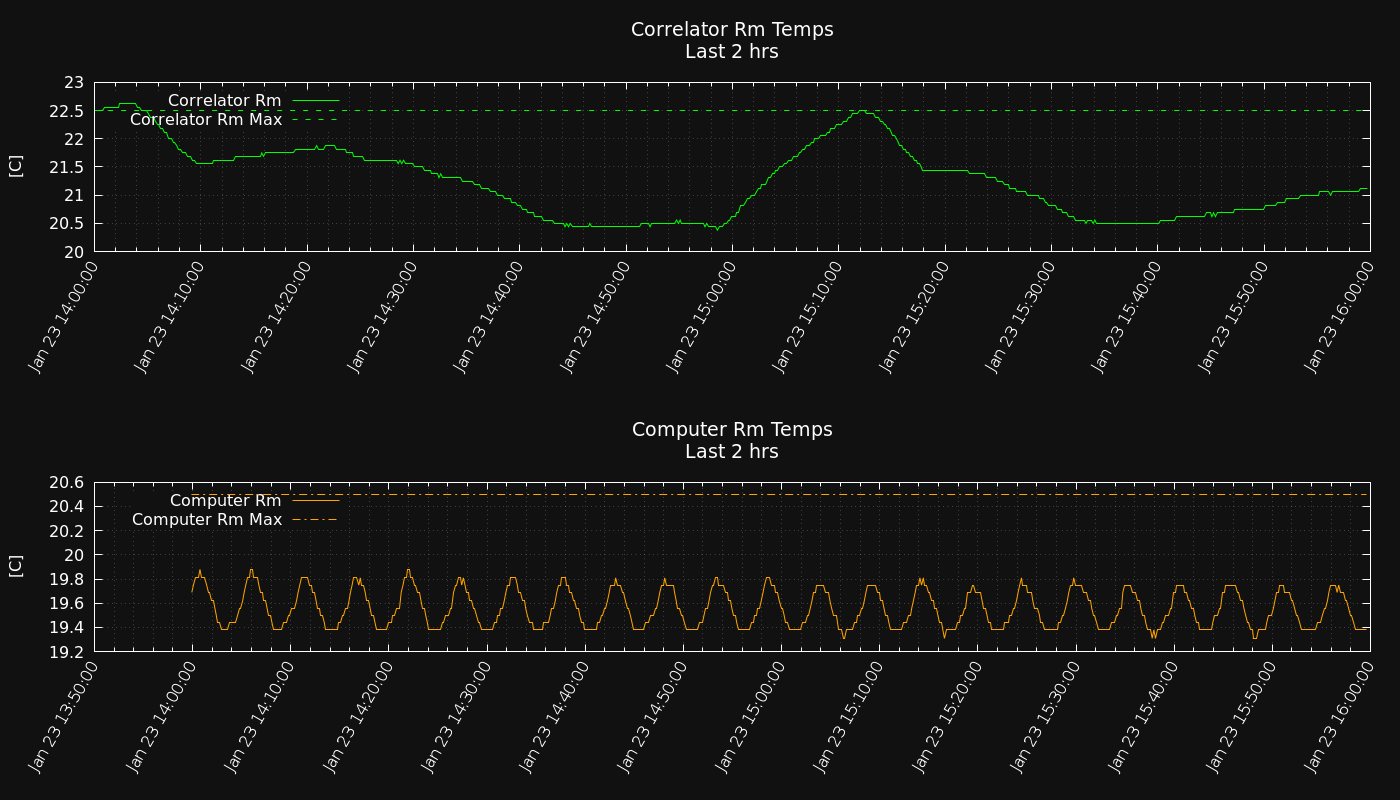 Correlator Rm Temps
Last 2 hrs
[C]
23
22.5
22
21.5
21
20.5
20
Correlator Rm
Correlator Rm Max
Jan 23 14:00:00
Jan 23 14:10:00
Jan 23 14:20:00
Jan 23 14:30:00
Jan 23 14:40:00
Jan 23 14:50:00
Jan 23 15:00:00
Jan 23 15:10:00
Jan 23 15:20:00
Jan 23 15:30:00
Jan 23 15:40:00
Jan 23 15:50:00
Jan 23 16:00:00
Computer Rm Temps
Last 2 hrs
[C]
20.6
20.4
20.2
20
19.8
19.6
19.4
19.2
Computer Rm
Computer Rm Max
Jan 23 13:50:00
Jan 23 14:00:00
Jan 23 14:10:00
Jan 23 14:20:00
Jan 23 14:30:00
Jan 23 14:40:00
Jan 23 14:50:00
Jan 23 15:00:00
Jan 23 15:10:00
Jan 23 15:20:00
Jan 23 15:30:00
Jan 23 15:40:00
Jan 23 15:50:00
Jan 23 16:00:00